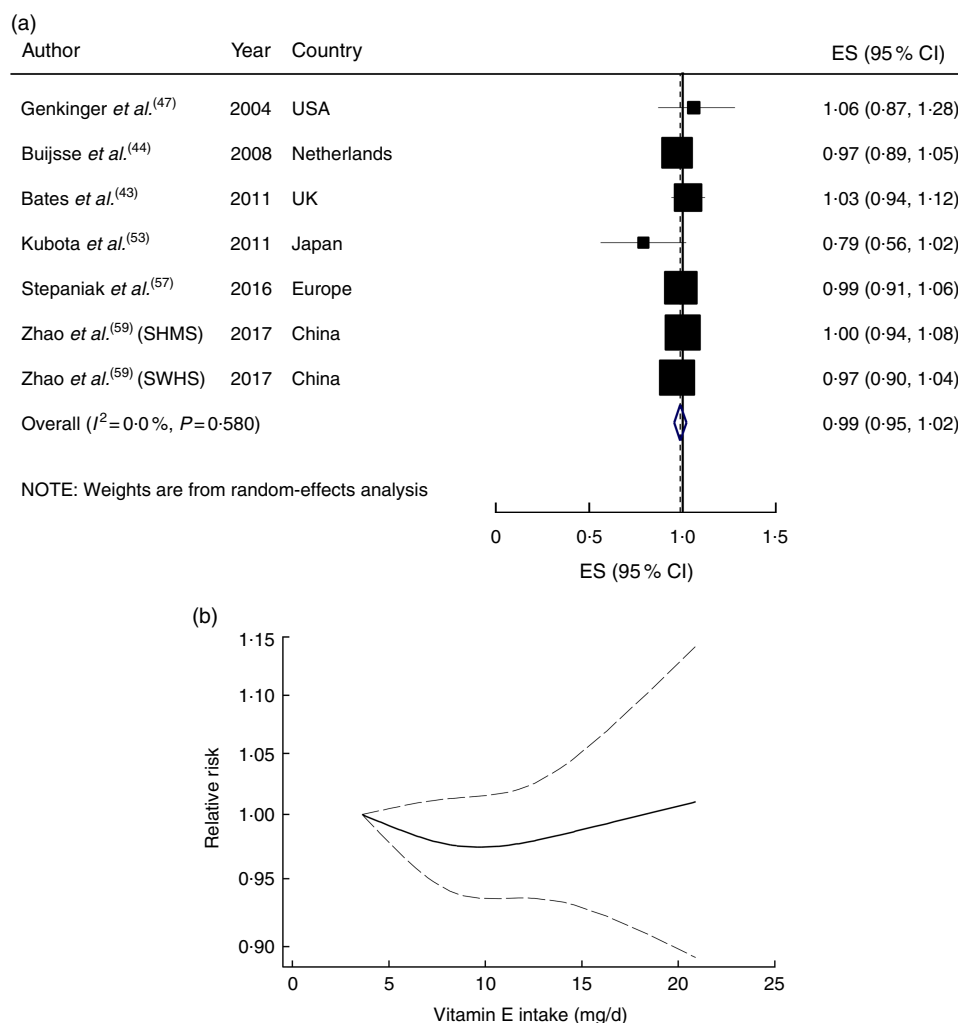 (a)
Author Year Country ES (95 % CI)
Genkinger et al.(47) 2004 USA 1·06 (0·87, 1·28)
Buijsse et al.(44) 2008 Netherlands 0·97 (0·89, 1·05)
Bates et al.(43) 2011 UK 1·03 (0·94, 1·12)
Kubota et al.(53) 2011 Japan 0·79 (0·56, 1·02)
Stepaniak et al.(57) 2016 Europe 0·99 (0·91, 1·06)
Zhao et al.(59) (SHMS) 2017 China 1·00 (0·94, 1·08)
Zhao et al.(59) (SWHS) 2017 China 0·97 (0·90, 1·04)
Overall (I2=0·0 %, P=0·580) 0·99 (0·95, 1·02)
NOTE: Weights are from random-effects analysis
0 0·5 1·0 1·5
ES (95 % CI)
(b)
1·15
1·10
1·05
1·00
0·95
0·90
Relative risk
0 5 10 15 20 25
Vitamin E intake (mg/d)